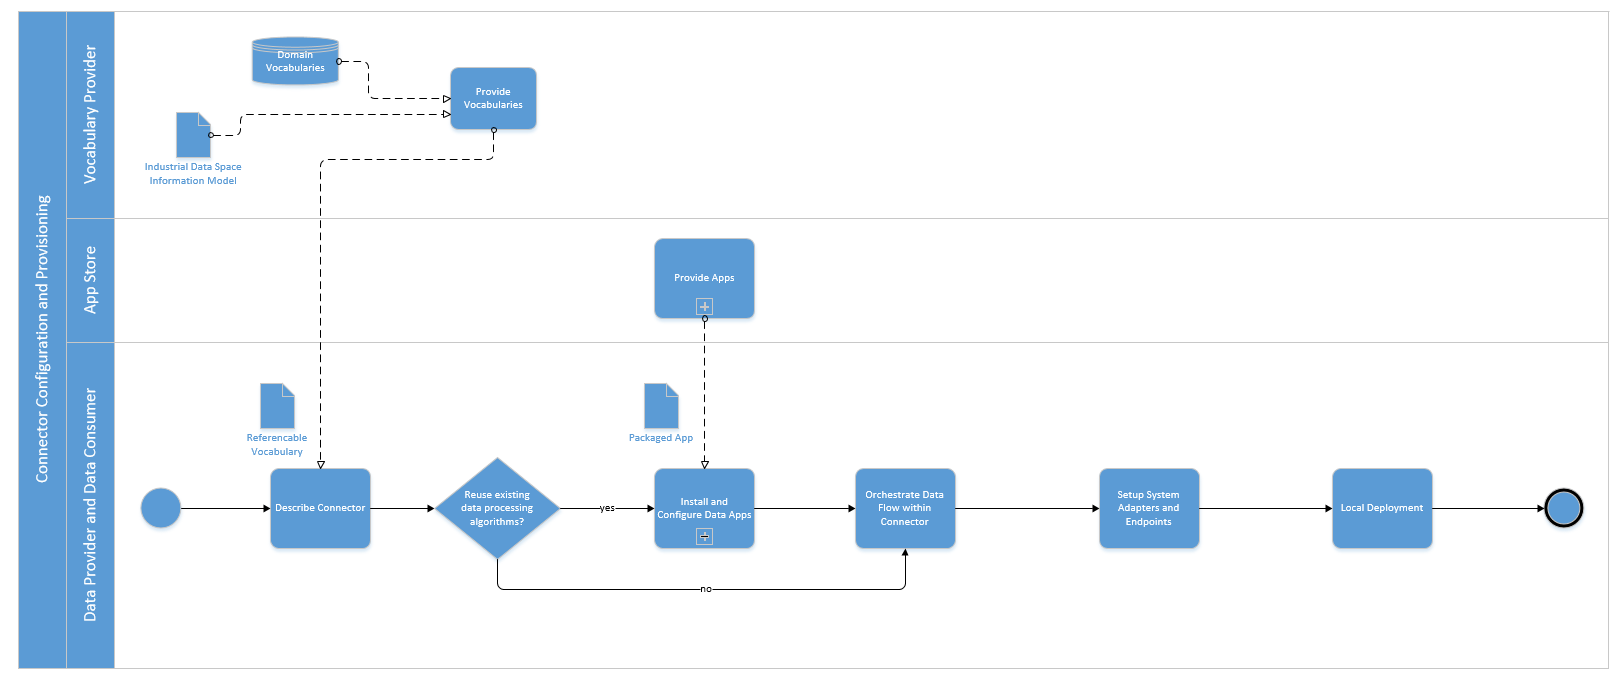 Connector Configuration and Provisioning
Vocabulary Provider
Domain
Vocabularies
Provide
Vocabularies
Industrial Data Space
Information Model
App Store
Provide Apps
Data Provider and Data Consumer
Referencable
Vocabulary
Packaged App
Describe Connector
Reuse existing
data processing
algorithms?
yes
Install and
Configure Data Apps
Orchestrate Data
Flow within
Connector
Setup System
Adapters and
Endpoints
Local Deployment
no